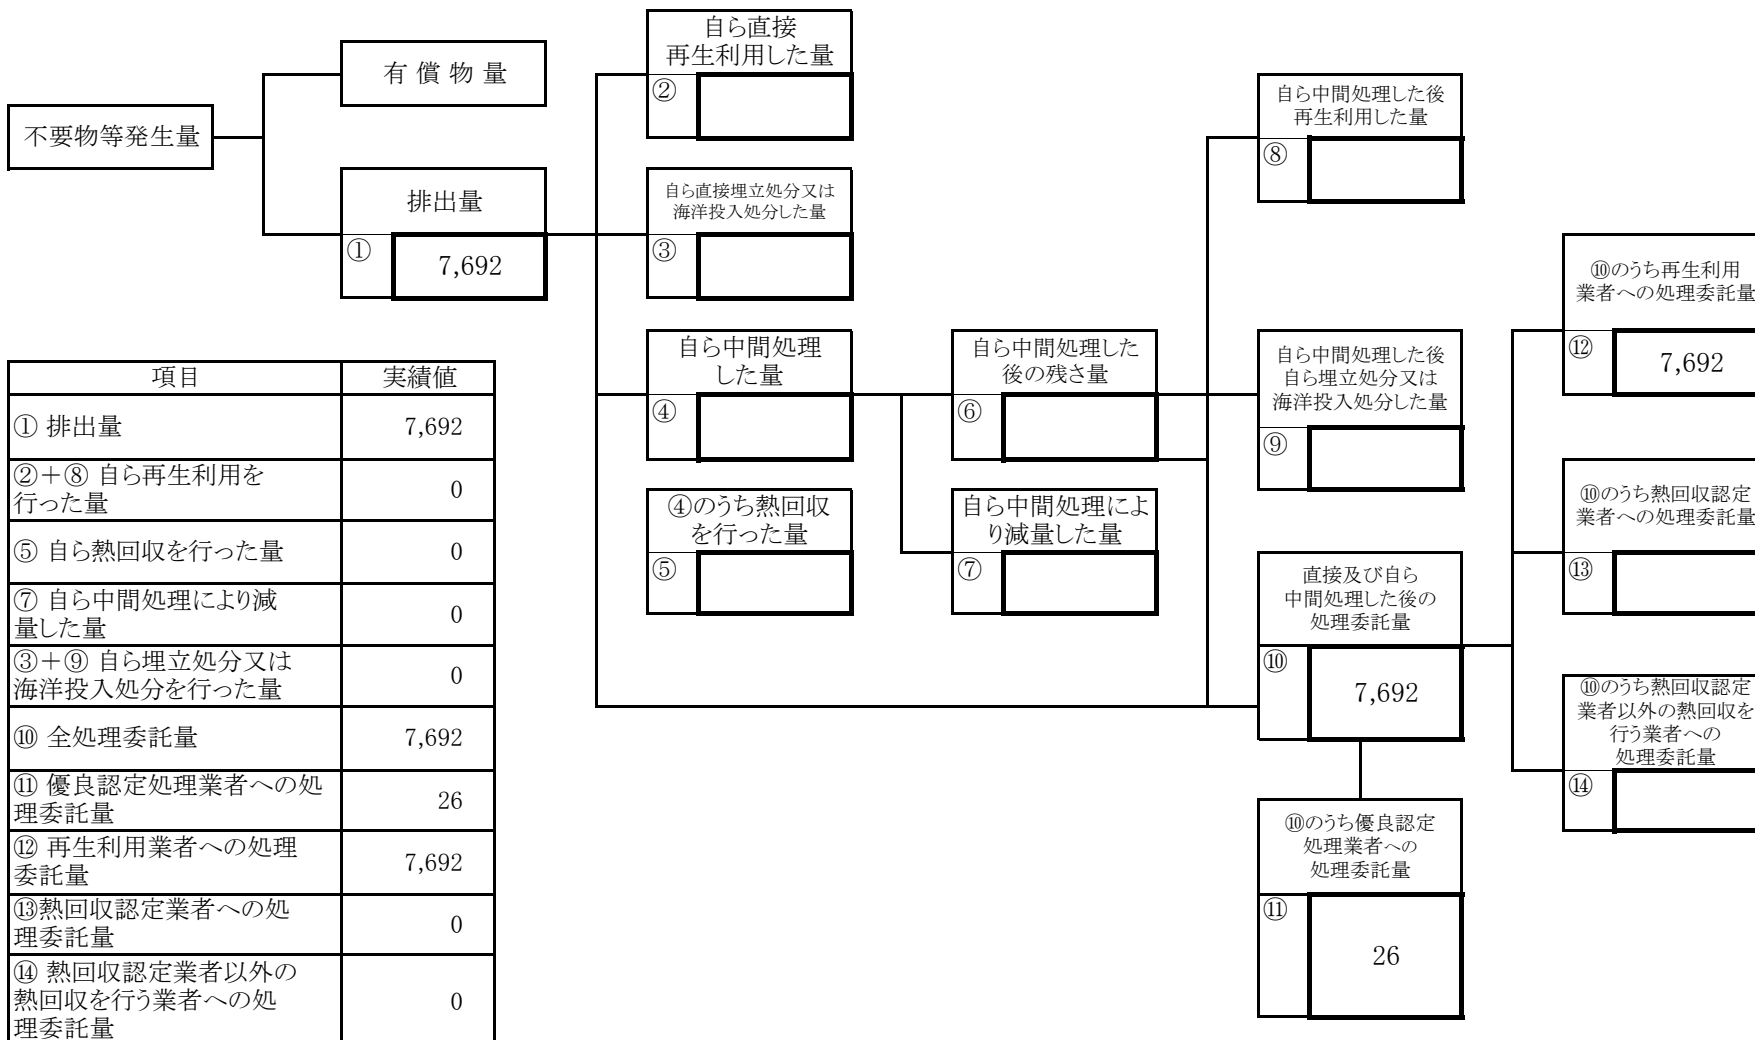 不要物等発生量
有償物量
排出量
①
7,692
自ら直接
再生利用した量
②
自ら直接埋立処分又は
海洋投入処分した量
③
自ら中間処理
した量
④
④のうち熱回収
を行った量
⑤
自ら中間処理した
後の残さ量
⑥
自ら中間処理によ
り減量した量
⑦
自ら中間処理した後
再生利用した量
⑧
自ら中間処理した後
自ら埋立処分又は
海洋投入処分した量
⑨
直接及び自ら
中間処理した後の
処理委託量
⑩
7,692
⑩のうち優良認定
処理業者への
処理委託量
⑪
26
⑩のうち再生利用
業者への処理委託量
⑫
7,692
⑩のうち熱回収認定
業者への処理委託量
⑬
⑩のうち熱回収認定
業者以外の熱回収を
行う業者への
処理委託量
⑭
項目 実績値
① 排出量 7,692
②+⑧ 自ら再生利用を
行った量 0
⑤ 自ら熱回収を行った量 0
⑦ 自ら中間処理により減
量した量 0
③+⑨ 自ら埋立処分又は
海洋投入処分を行った量 0
⑩ 全処理委託量 7,692
⑪ 優良認定処理業者への処
理委託量 26
⑫ 再生利用業者への処理
委託量 7,692
⑬熱回収認定業者への処
理委託量 0
⑭ 熱回収認定業者以外の
熱回収を行う業者への処
理委託量 0